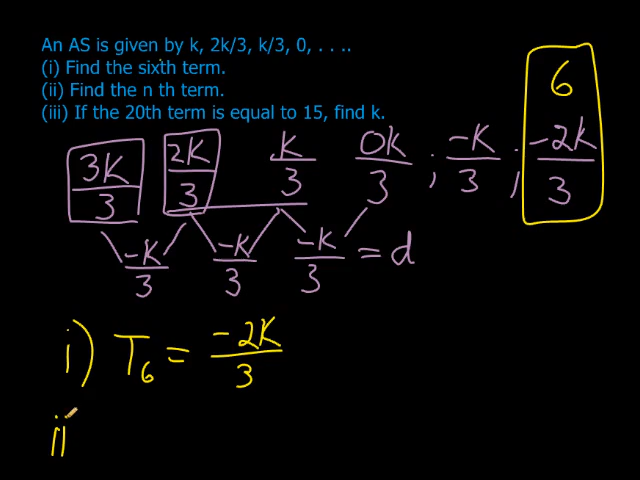 An AS is given by k, 2k/3, k/3, 0, . . ..
(i) Find the sixth term.
(ii) Find the n th term.
(iii) If the 20th term is equal to 15, find k.
6
3K/3 2K/3 k/3 0k/3 ; -K/3 ; -2k/3
-K/3 -K/3 -K/3 = d
i) T₆ = -2K/3
ii